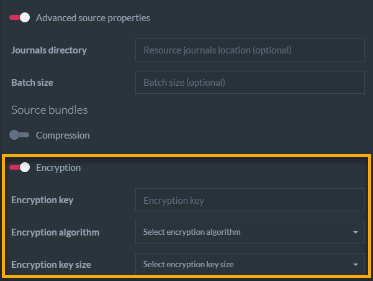 Advanced source properties
Journals directory
Resource journals location (optional)
Batch size
Batch size (optional)
Source bundles
Compression
Encryption
Encryption key
Encryption key
Encryption algorithm
Select encryption algorithm
Encryption key size
Select encryption key size